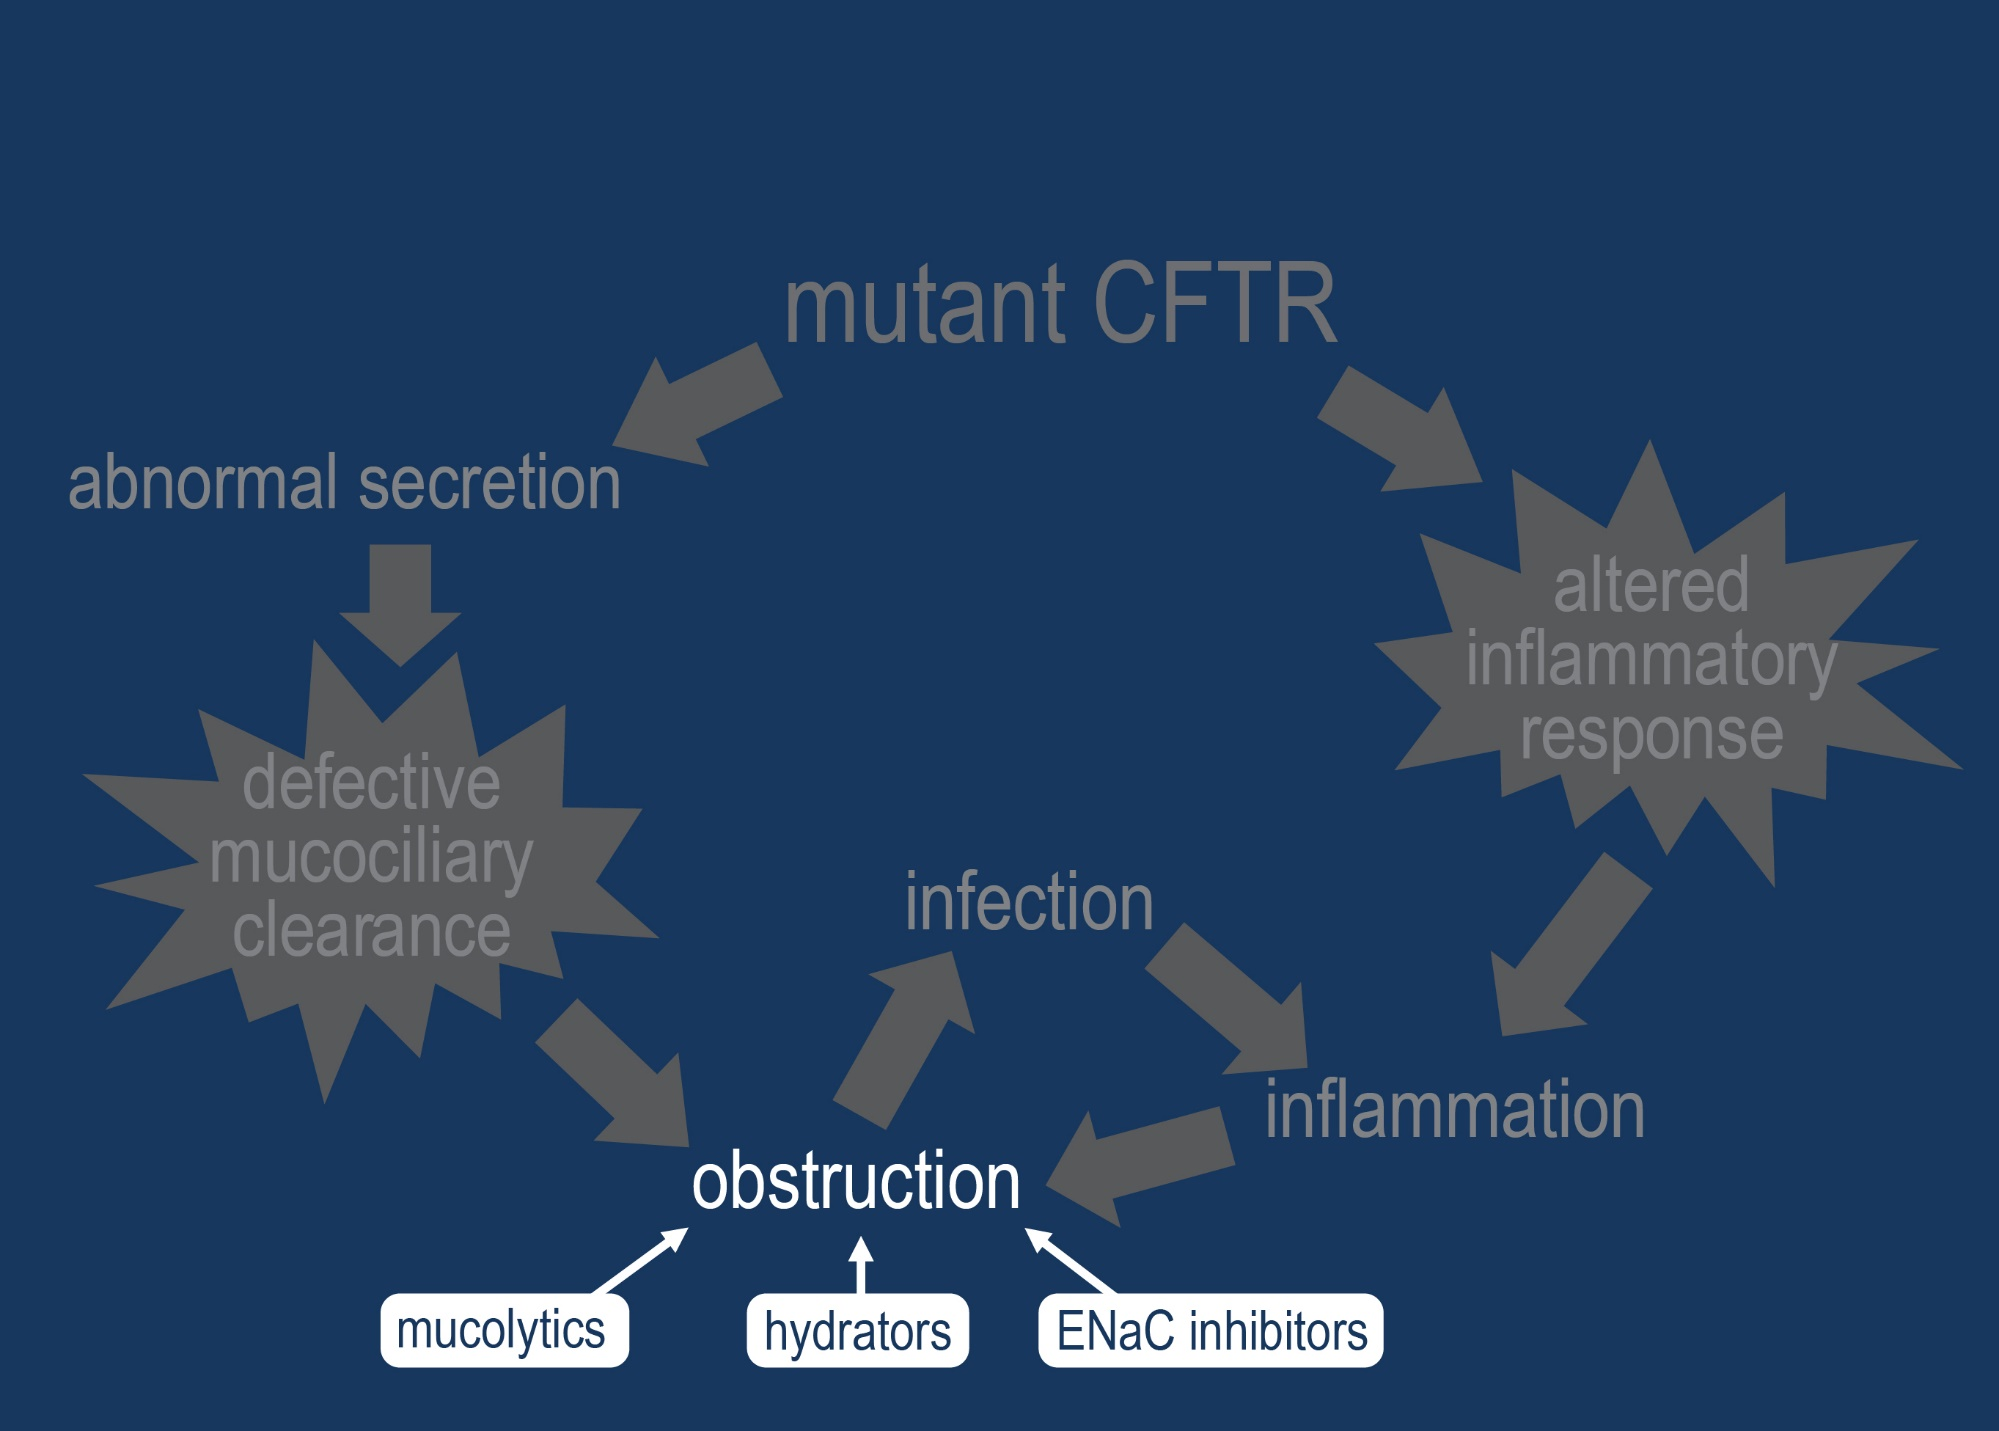 mutant CFTR
abnormal secretion
altered
inflammatory
response
defective
mucociliary
clearance
infection
inflammation
obstruction
mucolytics
hydrators
ENaC inhibitors